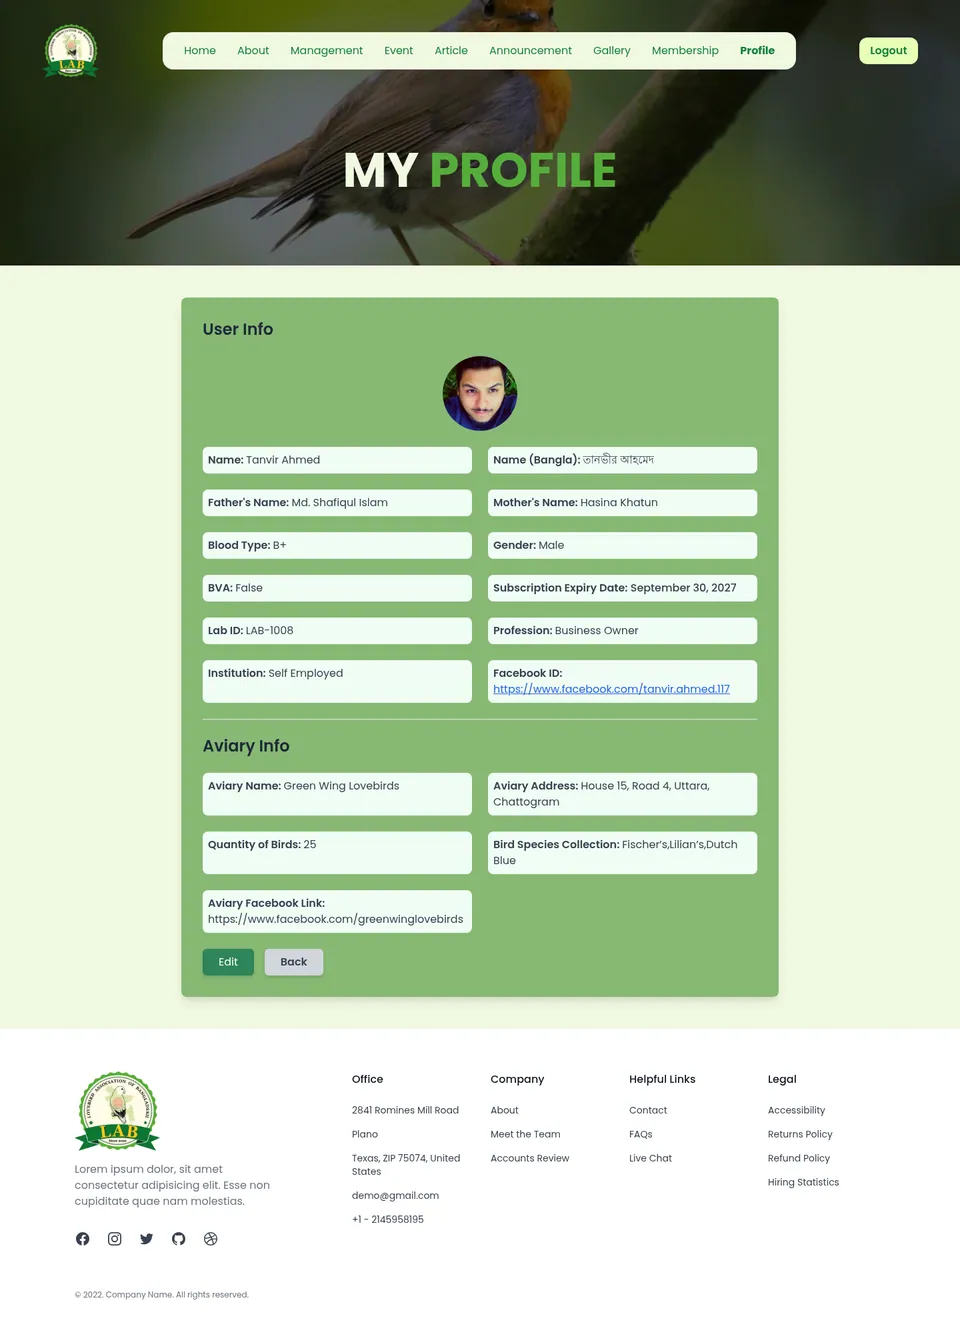 Home About Management Event Article Announcement Gallery Membership Profile
Logout
LAB
MY PROFILE
User Info
Name: Tanvir Ahmed
Name (Bangla): তানভীর আহমেদ
Father's Name: Md. Shafiqul Islam
Mother's Name: Hasina Khatun
Blood Type: B+
Gender: Male
BVA: False
Subscription Expiry Date: September 30, 2027
Lab ID: LAB-1008
Profession: Business Owner
Institution: Self Employed
Facebook ID:
https://www.facebook.com/tanvir.ahmed.117
Aviary Info
Aviary Name: Green Wing Lovebirds
Aviary Address: House 15, Road 4, Uttara,
Chattogram
Quantity of Birds: 25
Bird Species Collection: Fischer’s,Lilian’s,Dutch
Blue
Aviary Facebook Link:
https://www.facebook.com/greenwinglovebirds
Edit
Back
LOVEBIRD ASSOCIATION OF BANGLADESH
LAB
Lorem ipsum dolor, sit amet
consectetur adipisicing elit. Esse non
cupiditate quae nam molestias.
Office
2841 Romines Mill Road
Plano
Texas, ZIP 75074, United
States
demo@gmail.com
+1 - 2145958195
Company
About
Meet the Team
Accounts Review
Helpful Links
Contact
FAQs
Live Chat
Legal
Accessibility
Returns Policy
Refund Policy
Hiring Statistics
© 2022. Company Name. All rights reserved.